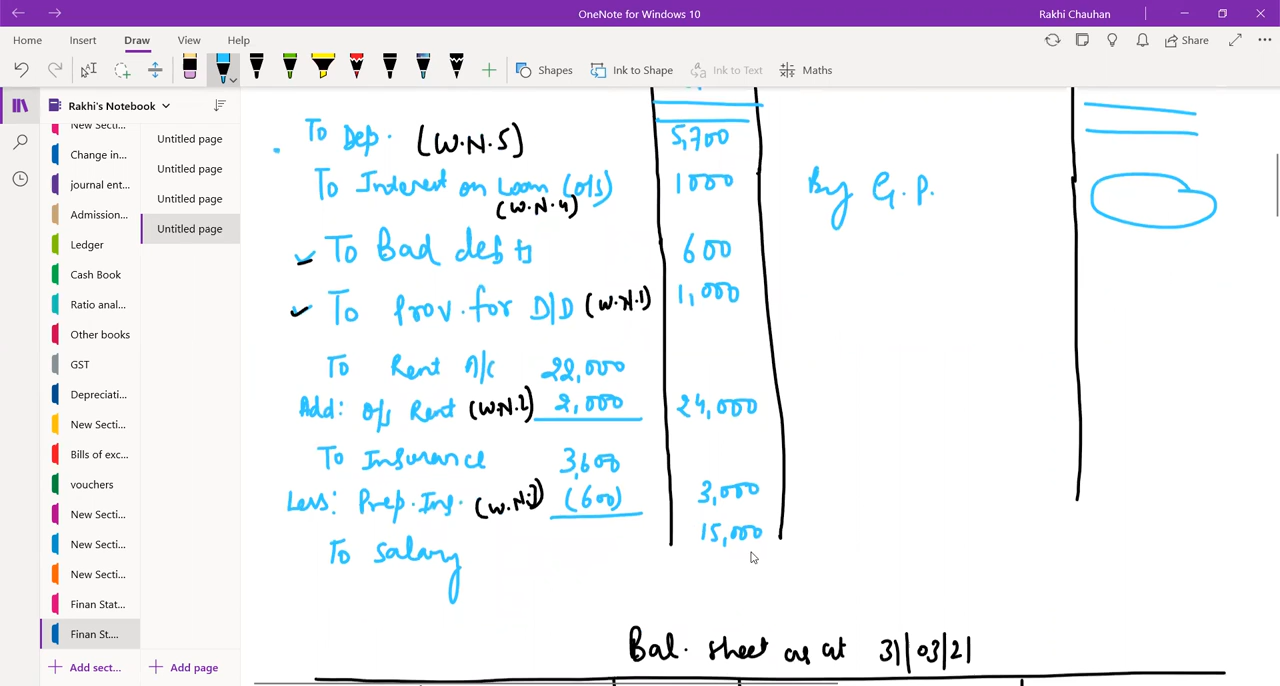 OneNote for Windows 10
Rakhi Chauhan
Home Insert Draw View Help
Share
Shapes Ink to Shape Ink to Text Maths
Rakhi's Notebook
New Secti...
Change in...
journal ent...
Admission...
Ledger
Cash Book
Ratio anal...
Other books
GST
Depreciati...
New Secti...
Bills of exc...
vouchers
New Secti...
New Secti...
New Secti...
Finan Stat...
Finan St....
Add sect...
Untitled page
Untitled page
Untitled page
Untitled page
Add page
To Dep. (W.N.5) 5,700
To Interest on Loan (o/s) 1000
(W.N.4)
By G.P.
To Bad debts 600
To Prov. for D/D (W.N.1) 1,000
To Rent A/c 22,000
Add: o/s Rent (W.N.2) 2,000 24,000
To Insurance 3,600
Less: Prep. Ins. (600) 3,000
To Salary 15,000
Bal. sheet as at 31/03/21